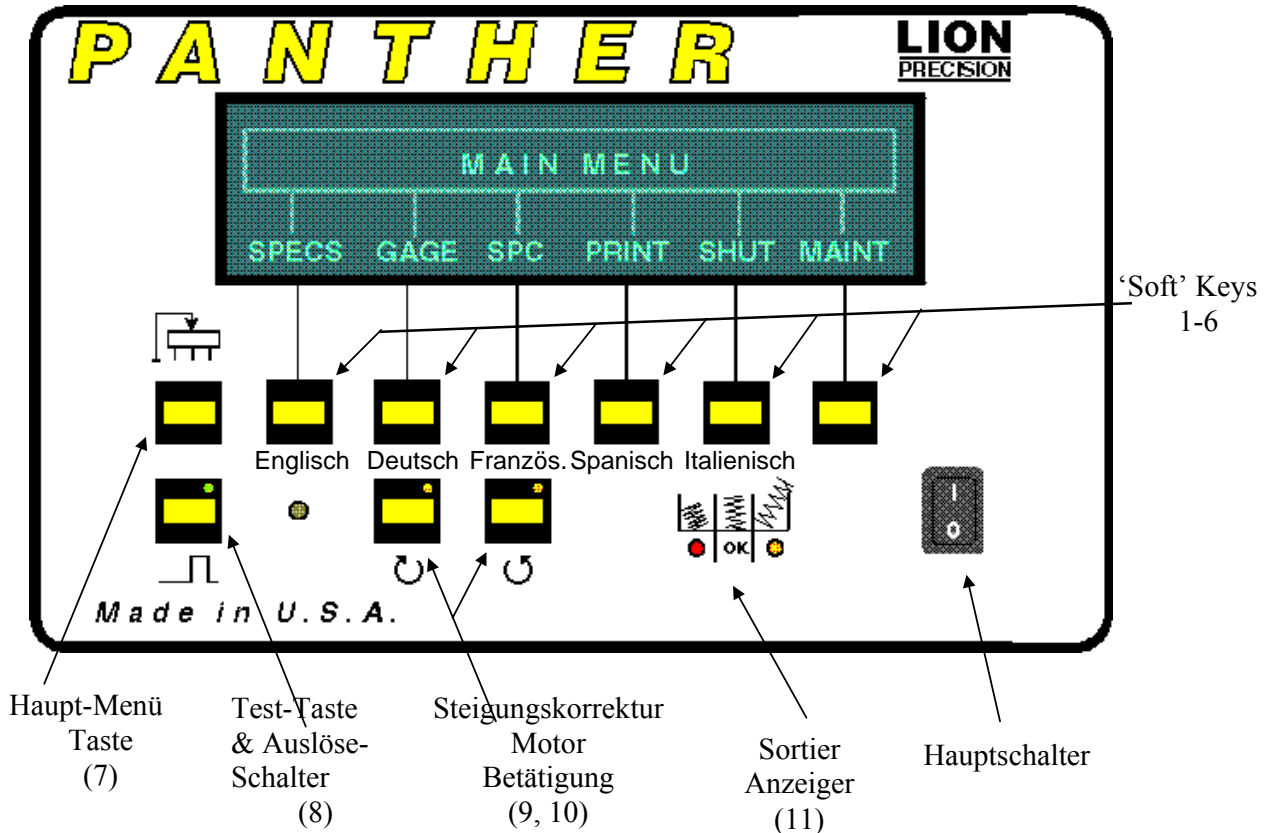 PANTHER
LION
PRECISION
MAIN MENU
SPECS GAGE SPC PRINT SHUT MAINT
'Soft' Keys
1-6
Englisch Deutsch Französ. Spanisch Italienisch
OK
I
0
Made in U.S.A.
Haupt-Menü
Taste
(7)
Test-Taste
& Auslöse-
Schalter
(8)
Steigungskorrektur
Motor
Betätigung
(9, 10)
Sortier
Anzeiger
(11)
Hauptschalter